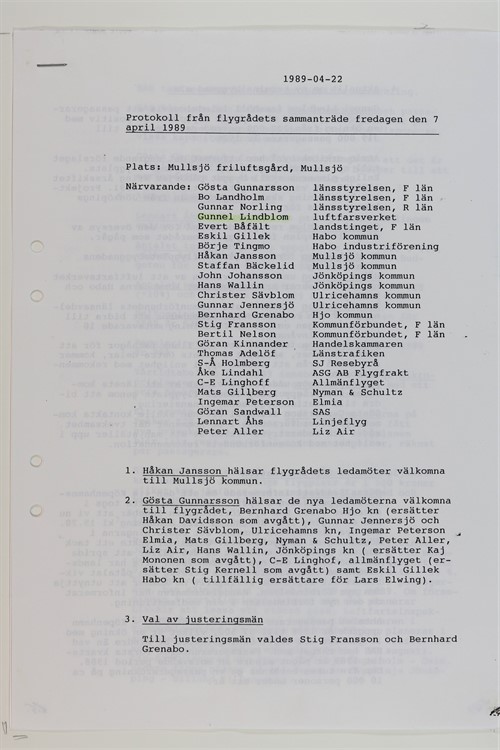 1989-04-22
Protokoll från flygrådets sammanträde fredagen den 7
april 1989
Plats: Mullsjö friluftsgård, Mullsjö
Närvarande: Gösta Gunnarsson länsstyrelsen, F län
Bo Landholm länsstyrelsen, F län
Gunnar Norling länsstyrelsen, R län
Gunnel Lindblom luftfarsverket
Evert Båfält landstinget, F län
Eskil Gillek Habo kommun
Börje Tingmo Habo industriförening
Håkan Jansson Mullsjö kommun
Staffan Bäckelid Mullsjö kommun
John Johansson Jönköpings kommun
Hans Wallin Jönköpings kommun
Christer Sävblom Ulricehamns kommun
Gunnar Jennersjö Ulricehamns kommun
Bernhard Grenabo Hjo kommun
Stig Fransson Kommunförbundet, F län
Bertil Nelson Kommunförbundet, F län
Göran Kinnander Handelskammaren
Thomas Adelöf Länstrafiken
S-Å Holmberg SJ Resebyrå
Åke Lindahl ASG AB Flygfrakt
C-E Linghoff Allmänflyget
Mats Gillberg Nyman & Schultz
Ingemar Peterson Elmia
Göran Sandwall SAS
Lennart Åhs Linjeflyg
Peter Aller Liz Air
1. Håkan Jansson hälsar flygrådets ledamöter välkomna
till Mullsjö kommun.
2. Gösta Gunnarsson hälsar de nya ledamöterna välkomna
till flygrådet, Bernhard Grenabo Hjo kn (ersätter
Håkan Davidsson som avgått), Gunnar Jennersjö och
Christer Sävblom, Ulricehamns kn, Ingemar Peterson
Elmia, Mats Gillberg, Nyman & Schultz, Peter Aller,
Liz Air, Hans Wallin, Jönköpings kn ( ersätter Kaj
Mononen som avgått), C-E Linghof, allmänflyget (er-
sätter Stig Kernell som avgått) samt Eskil Gillek
Habo kn ( tillfällig ersättare för Lars Elwing).
3. Val av justeringsmän
Till justeringsmän valdes Stig Fransson och Bernhard
Grenabo.